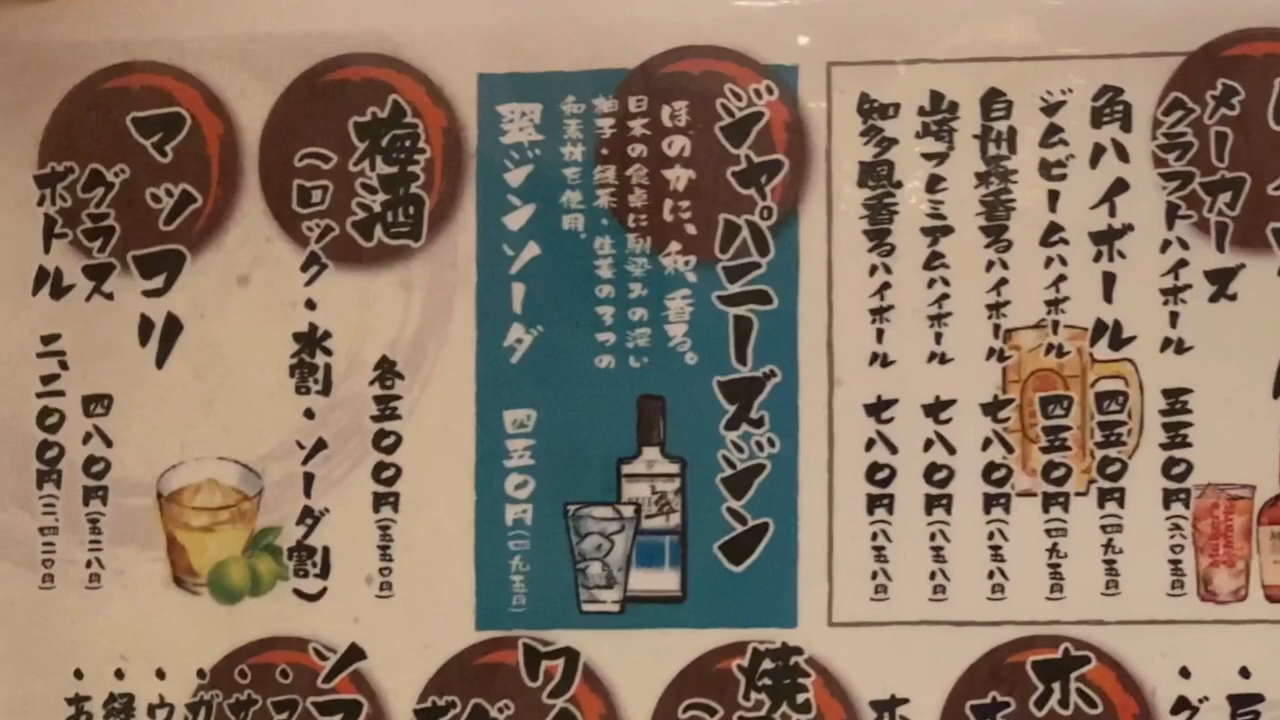 メーカーズ
クラフトハイボール 五五〇円(六〇五円)
角ハイボール 四五〇円(四九五円)
ジムビームハイボール 四五〇円(四九五円)
白州森香るハイボール 七八〇円(八五八円)
山崎プレミアムハイボール 七八〇円(八五八円)
知多風香るハイボール 七八〇円(八五八円)
ジャパニーズジン
ほのかに、和、香る。
日本の食卓に馴染みの深い
柚子・緑茶・生姜の3つの
和素材を使用。
翠ジンソーダ 四五〇円(四九五円)
梅酒 各五〇〇円(五五〇円)
(ロック・水割・ソーダ割)
マッコリ
グラス 四八〇円(五二八円)
ボトル 二、二〇〇円(二、四二〇円)
ホ
焼
ワ
ソフ